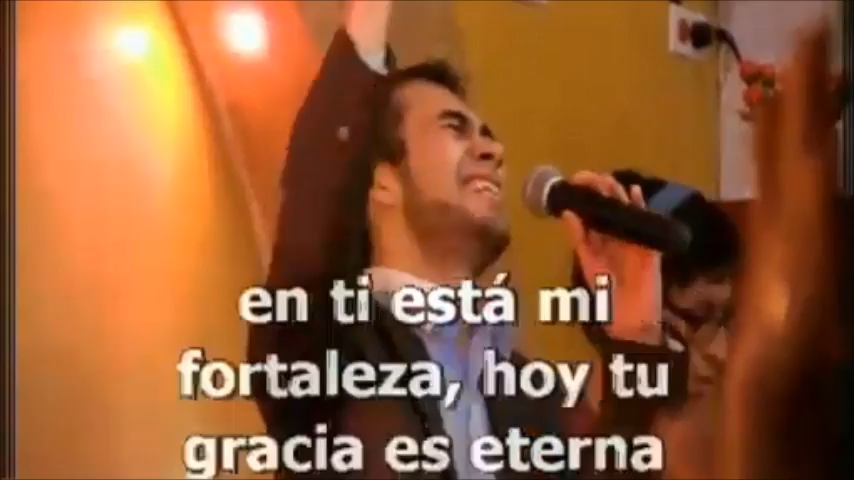 en ti está mi
fortaleza, hoy tu
gracia es eterna